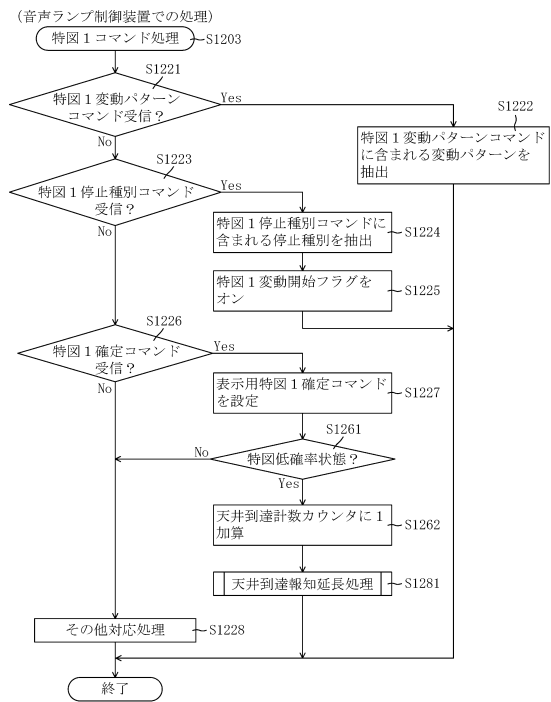 （音声ランプ制御装置での処理）
特図１コマンド処理
S1203
S1221
特図１変動パターン
コマンド受信？
Yes
No
S1222
特図１変動パターンコマンド
に含まれる変動パターンを
抽出
S1223
特図１停止種別コマンド
受信？
Yes
No
特図１停止種別コマンドに
含まれる停止種別を抽出
S1224
特図１変動開始フラグを
オン
S1225
S1226
特図１確定コマンド
受信？
Yes
No
表示用特図１確定コマンド
を設定
S1227
S1261
特図低確率状態？
No
Yes
天井到達計数カウンタに１
加算
S1262
天井到達報知延長処理
S1281
その他対応処理
S1228
終了